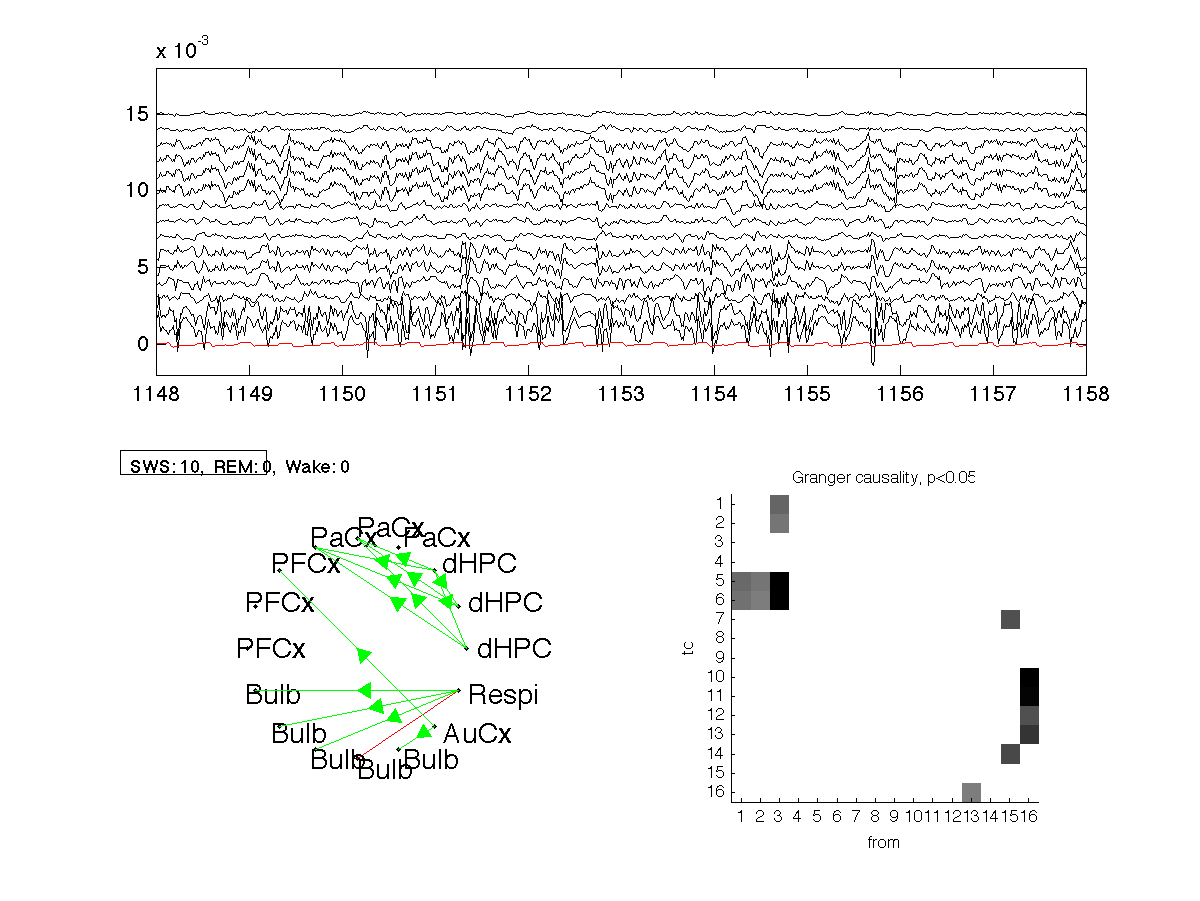 x 10-3
15
10
5
0
1148 1149 1150 1151 1152 1153 1154 1155 1156 1157 1158
SWS:10, REM:0, Wake:0
Granger causality, p<0.05
PaCx
PaCx PaCx
PFCx dHPC
PFCx dHPC
PFCx dHPC
Bulb Respi
Bulb AuCx
Bulb Bulb
Bulb
1
2
3
4
5
6
7
8
9
10
11
12
13
14
15
16
tc
1 2 3 4 5 6 7 8 9 10 11 12 13 14 15 16
from